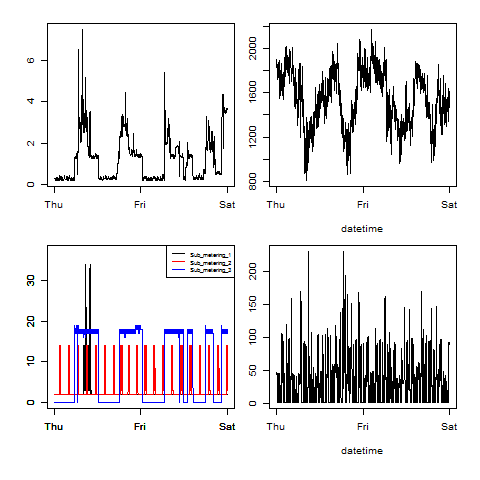 0 2 4 6
Thu Fri Sat
800 1200 1600 2000
Thu Fri Sat
datetime
0 10 20 30
Sub_metering_1
Sub_metering_2
Sub_metering_3
Thu Fri Sat
0 50 100 150 200
Thu Fri Sat
datetime